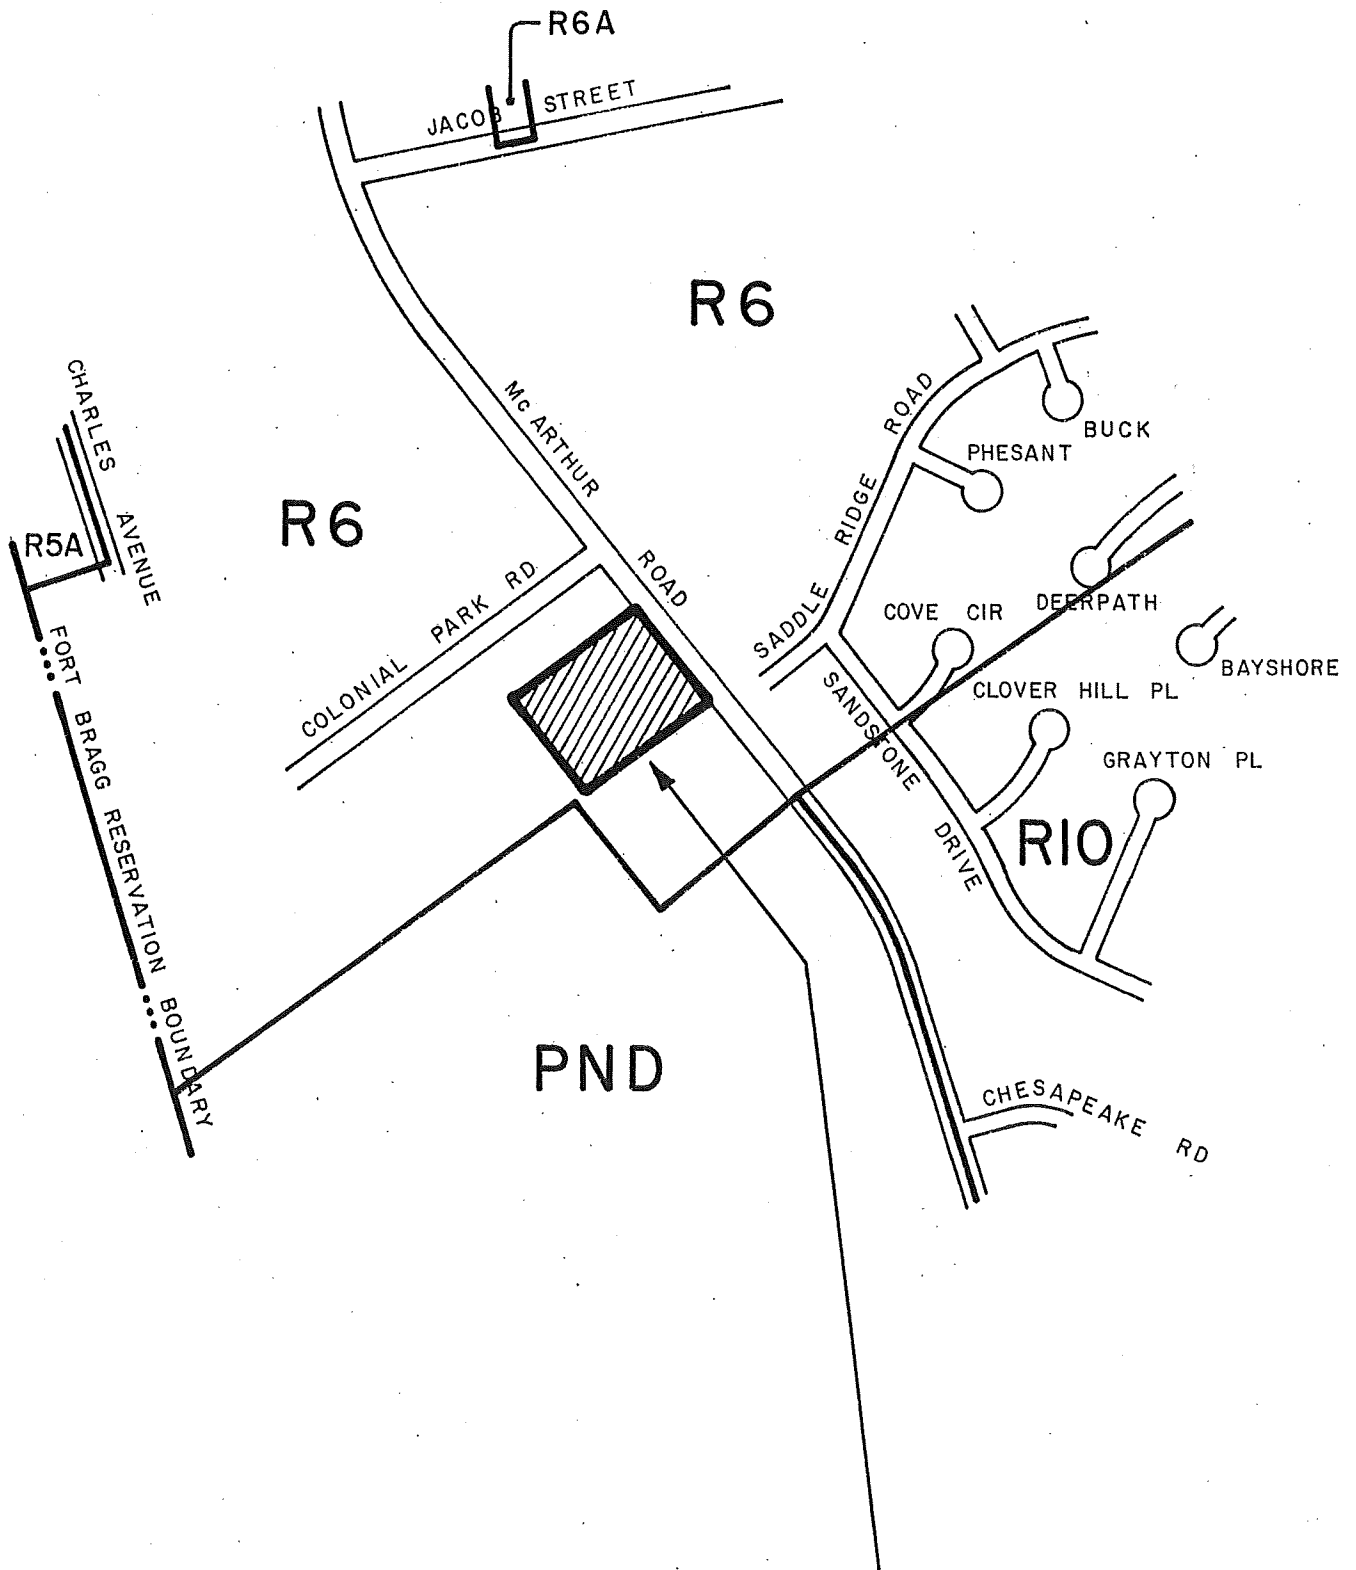 R6A
JACOB STREET
R6
CHARLES AVENUE
McARTHUR ROAD
SADDLE RIDGE ROAD
BUCK
PHESANT
R6
R5A
COLONIAL PARK RD
COVE CIR
DEERPATH
BAYSHORE
CLOVER HILL PL
SANDSTONE DRIVE
GRAYTON PL
R10
FORT BRAGG RESERVATION BOUNDARY
PND
CHESAPEAKE RD